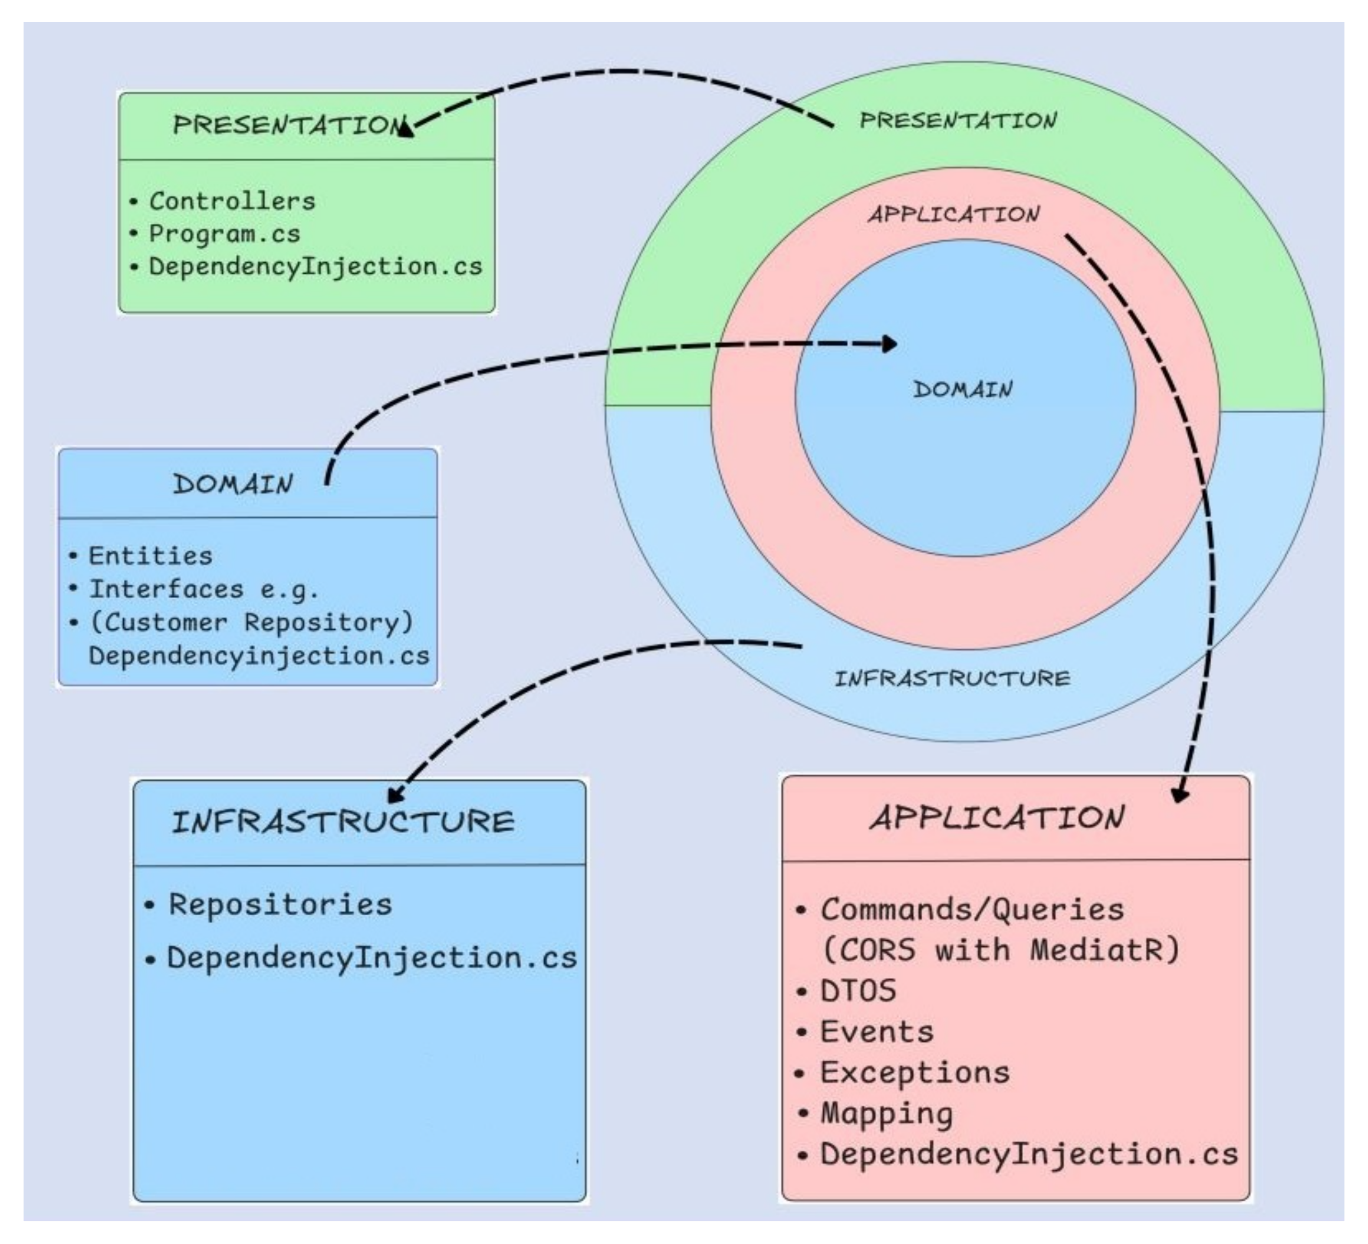 PRESENTATION
• Controllers
• Program.cs
• DependencyInjection.cs
PRESENTATION
APPLICATION
DOMAIN
INFRASTRUCTURE
DOMAIN
• Entities
• Interfaces e.g.
• (Customer Repository)
Dependencyinjection.cs
INFRASTRUCTURE
• Repositories
• DependencyInjection.cs
APPLICATION
• Commands/Queries
(CORS with MediatR)
• DTOS
• Events
• Exceptions
• Mapping
• DependencyInjection.cs